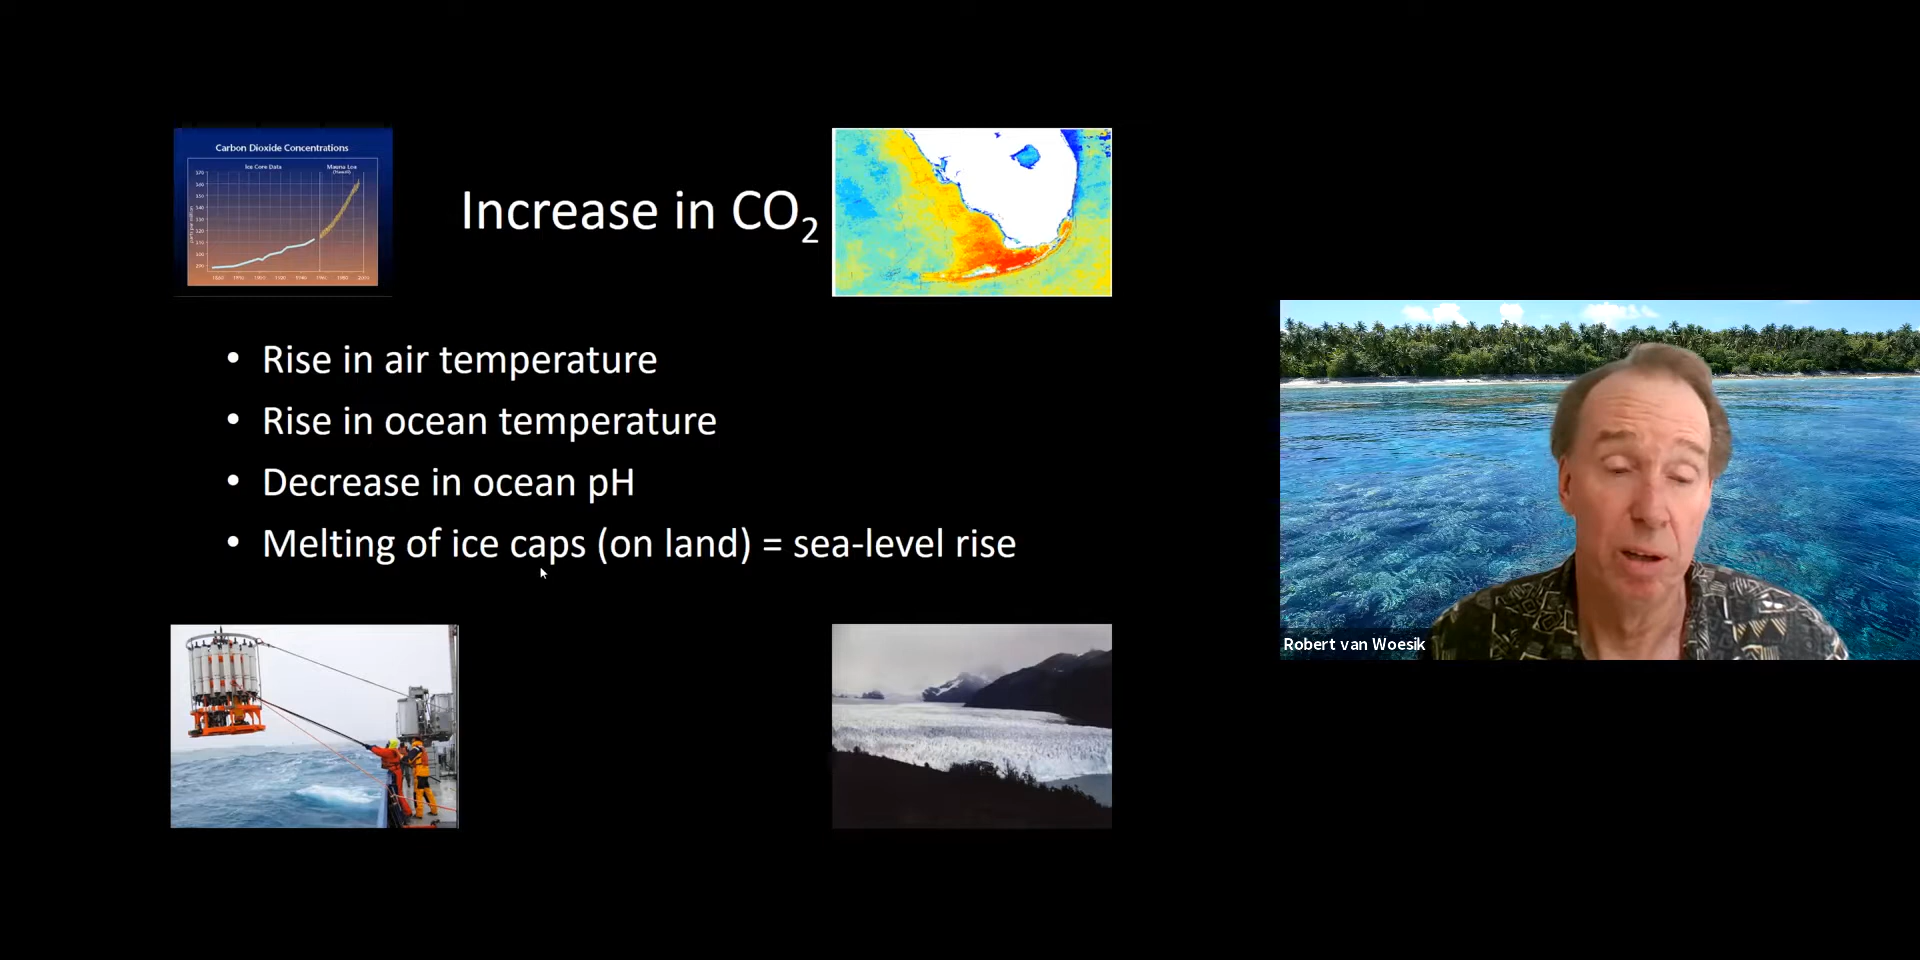 Carbon Dioxide Concentrations
Ice Core Data
Mauna Loa
(Hawaii)
Increase in CO₂
• Rise in air temperature
• Rise in ocean temperature
• Decrease in ocean pH
• Melting of ice caps (on land) = sea-level rise
Robert van Woesik